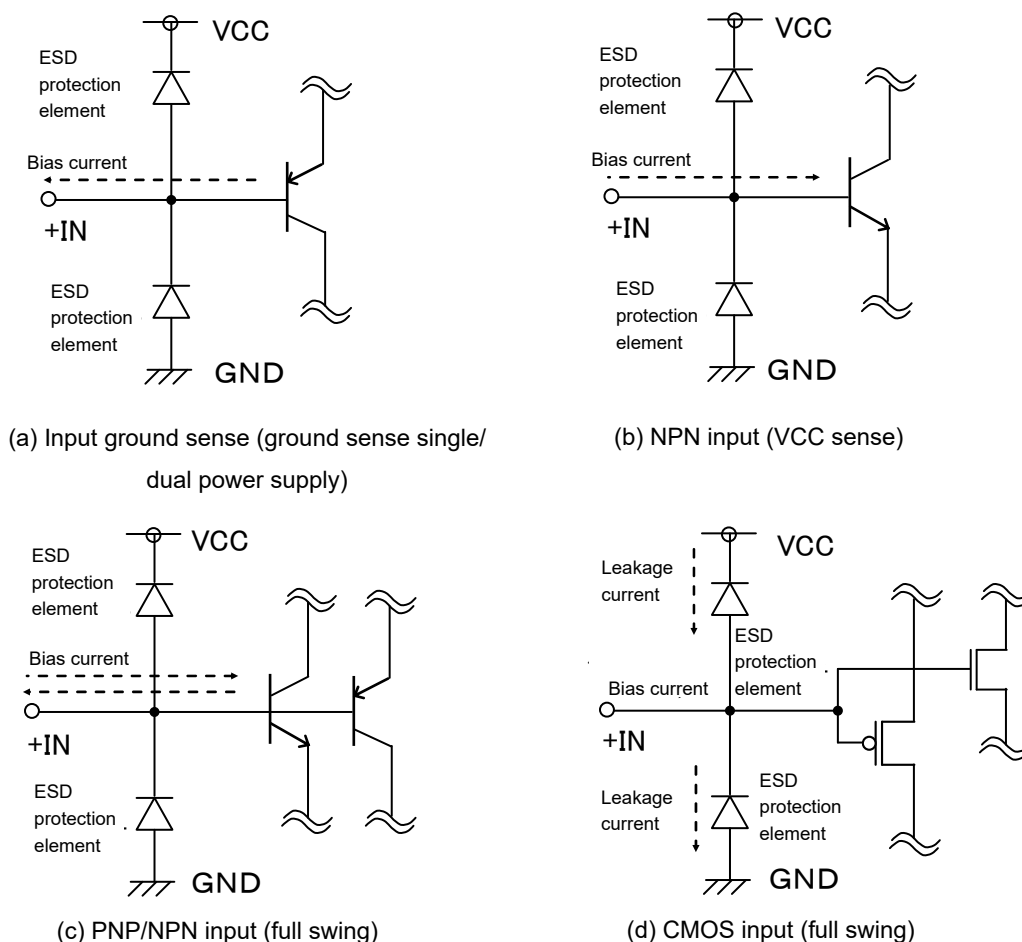 VCC
ESD
protection
element
Bias current
+IN
ESD
protection
element
GND
(a) Input ground sense (ground sense single/
dual power supply)
VCC
ESD
protection
element
Bias current
+IN
ESD
protection
element
GND
(b) NPN input (VCC sense)
VCC
ESD
protection
element
Bias current
+IN
ESD
protection
element
GND
(c) PNP/NPN input (full swing)
VCC
Leakage
current
ESD
protection
element
Bias current
+IN
Leakage
current
ESD
protection
element
GND
(d) CMOS input (full swing)